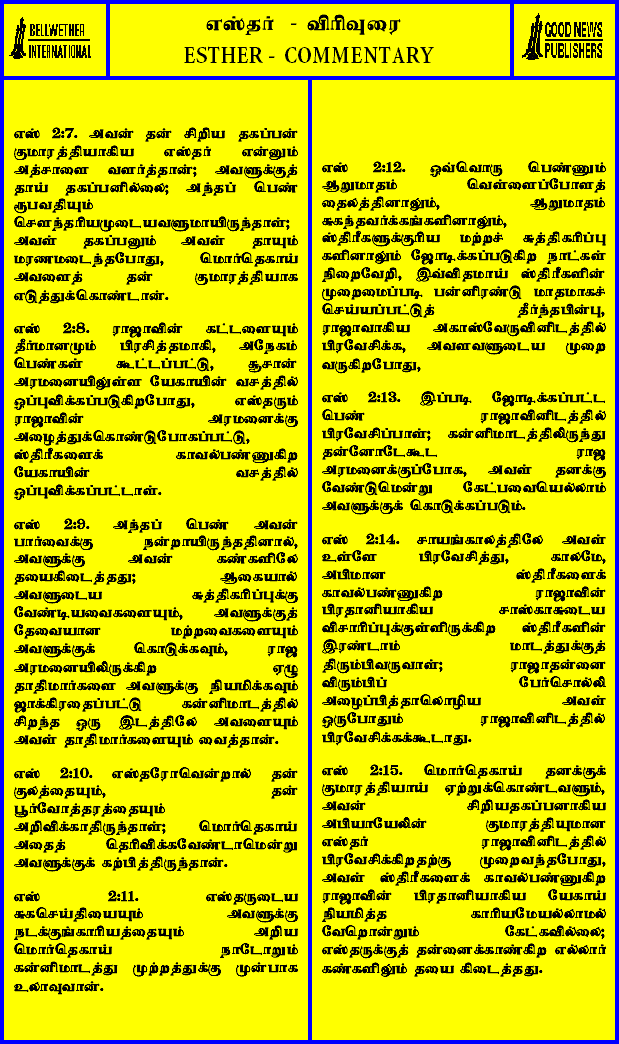 BELLWETHER
INTERNATIONAL
எஸ்தர் - விரிவுரை
ESTHER - COMMENTARY
GOOD NEWS
PUBLISHERS
எஸ் 2:7. அவன் தன் சிறிய தகப்பன்
குமாரத்தியாகிய எஸ்தர் என்னும்
அத்சாளை வளர்த்தான்; அவளுக்குத்
தாய் தகப்பனில்லை; அந்தப் பெண்
ரூபவதியும்
சௌந்தரியமுடையவளுமாயிருந்தாள்;
அவள் தகப்பனும் அவள் தாயும்
மரணமடைந்தபோது, மொர்தெகாய்
அவளைத் தன் குமாரத்தியாக
எடுத்துக்கொண்டான்.
எஸ் 2:8. ராஜாவின் கட்டளையும்
தீர்மானமும் பிரசித்தமாகி, அநேகம்
பெண்கள் கூட்டப்பட்டு, சூசான்
அரமனையிலுள்ள யேகாயின் வசத்தில்
ஒப்புவிக்கப்படுகிறபோது, எஸ்தரும்
ராஜாவின் அரமனைக்கு
அழைத்துக்கொண்டுபோகப்பட்டு,
ஸ்திரீகளைக் காவல்பண்ணுகிற
யேகாயின் வசத்தில்
ஒப்புவிக்கப்பட்டாள்.
எஸ் 2:9. அந்தப் பெண் அவன்
பார்வைக்கு நன்றாயிருந்ததினால்,
அவளுக்கு அவன் கண்களிலே
தயைகிடைத்தது; ஆகையால்
அவளுடைய சுத்திகரிப்புக்கு
வேண்டியவைகளையும், அவளுக்குத்
தேவையான மற்றவைகளையும்
அவளுக்குக் கொடுக்கவும், ராஜ
அரமனையிலிருக்கிற ஏழு
தாதிமார்களை அவளுக்கு நியமிக்கவும்
ஜாக்கிரதைப்பட்டு கன்னிமாடத்தில்
சிறந்த ஒரு இடத்திலே அவளையும்
அவள் தாதிமார்களையும் வைத்தான்.
எஸ் 2:10. எஸ்தரோவென்றால் தன்
குலத்தையும், தன்
பூர்வோத்தரத்தையும்
அறிவிக்காதிருந்தாள்; மொர்தெகாய்
அதைத் தெரிவிக்கவேண்டாமென்று
அவளுக்குக் கற்பித்திருந்தான்.
எஸ் 2:11. எஸ்தருடைய
சுகசெய்தியையும் அவளுக்கு
நடக்குங்காரியத்தையும் அறிய
மொர்தெகாய் நாடோறும்
கன்னிமாடத்து முற்றத்துக்கு முன்பாக
உலாவுவான்.
எஸ் 2:12. ஒவ்வொரு பெண்ணும்
ஆறுமாதம் வெள்ளைப்போளத்
தைலத்தினாலும், ஆறுமாதம்
சுகந்தவர்க்கங்களினாலும்,
ஸ்திரீகளுக்குரிய மற்றச் சுத்திகரிப்பு
களினாலும் ஜோடிக்கப்படுகிற நாட்கள்
நிறைவேறி, இவ்விதமாய் ஸ்திரீகளின்
முறைமைப்படி பன்னிரண்டு மாதமாகச்
செய்யப்பட்டுத் தீர்ந்தபின்பு,
ராஜாவாகிய அகாஸ்வேருவினிடத்தில்
பிரவேசிக்க, அவளவளுடைய முறை
வருகிறபோது,
எஸ் 2:13. இப்படி ஜோடிக்கப்பட்ட
பெண் ராஜாவினிடத்தில்
பிரவேசிப்பாள்; கன்னிமாடத்திலிருந்து
தன்னோடேகூட ராஜ
அரமனைக்குப்போக, அவள் தனக்கு
வேண்டுமென்று கேட்பவையெல்லாம்
அவளுக்குக் கொடுக்கப்படும்.
எஸ் 2:14. சாயங்காலத்திலே அவள்
உள்ளே பிரவேசித்து, காலமே,
அபிமான ஸ்திரீகளைக்
காவல்பண்ணுகிற ராஜாவின்
பிரதானியாகிய சாஸ்காசுடைய
விசாரிப்புக்குள்ளிருக்கிற ஸ்திரீகளின்
இரண்டாம் மாடத்துக்குத்
திரும்பிவருவாள்; ராஜாதன்னை
விரும்பிப் பேர்சொல்லி
அழைப்பித்தாலொழிய அவள்
ஒருபோதும் ராஜாவினிடத்தில்
பிரவேசிக்கக்கூடாது.
எஸ் 2:15. மொர்தெகாய் தனக்குக்
குமாரத்தியாய் ஏற்றுக்கொண்டவளும்,
அவன் சிறியதகப்பனாகிய
அபியாயேலின் குமாரத்தியுமான
எஸ்தர் ராஜாவினிடத்தில்
பிரவேசிக்கிறதற்கு முறைவந்தபோது,
அவள் ஸ்திரீகளைக் காவல்பண்ணுகிற
ராஜாவின் பிரதானியாகிய யேகாய்
நியமித்த காரியமேயல்லாமல்
வேறொன்றும் கேட்கவில்லை;
எஸ்தருக்குத் தன்னைக்காண்கிற எல்லார்
கண்களிலும் தயை கிடைத்தது.